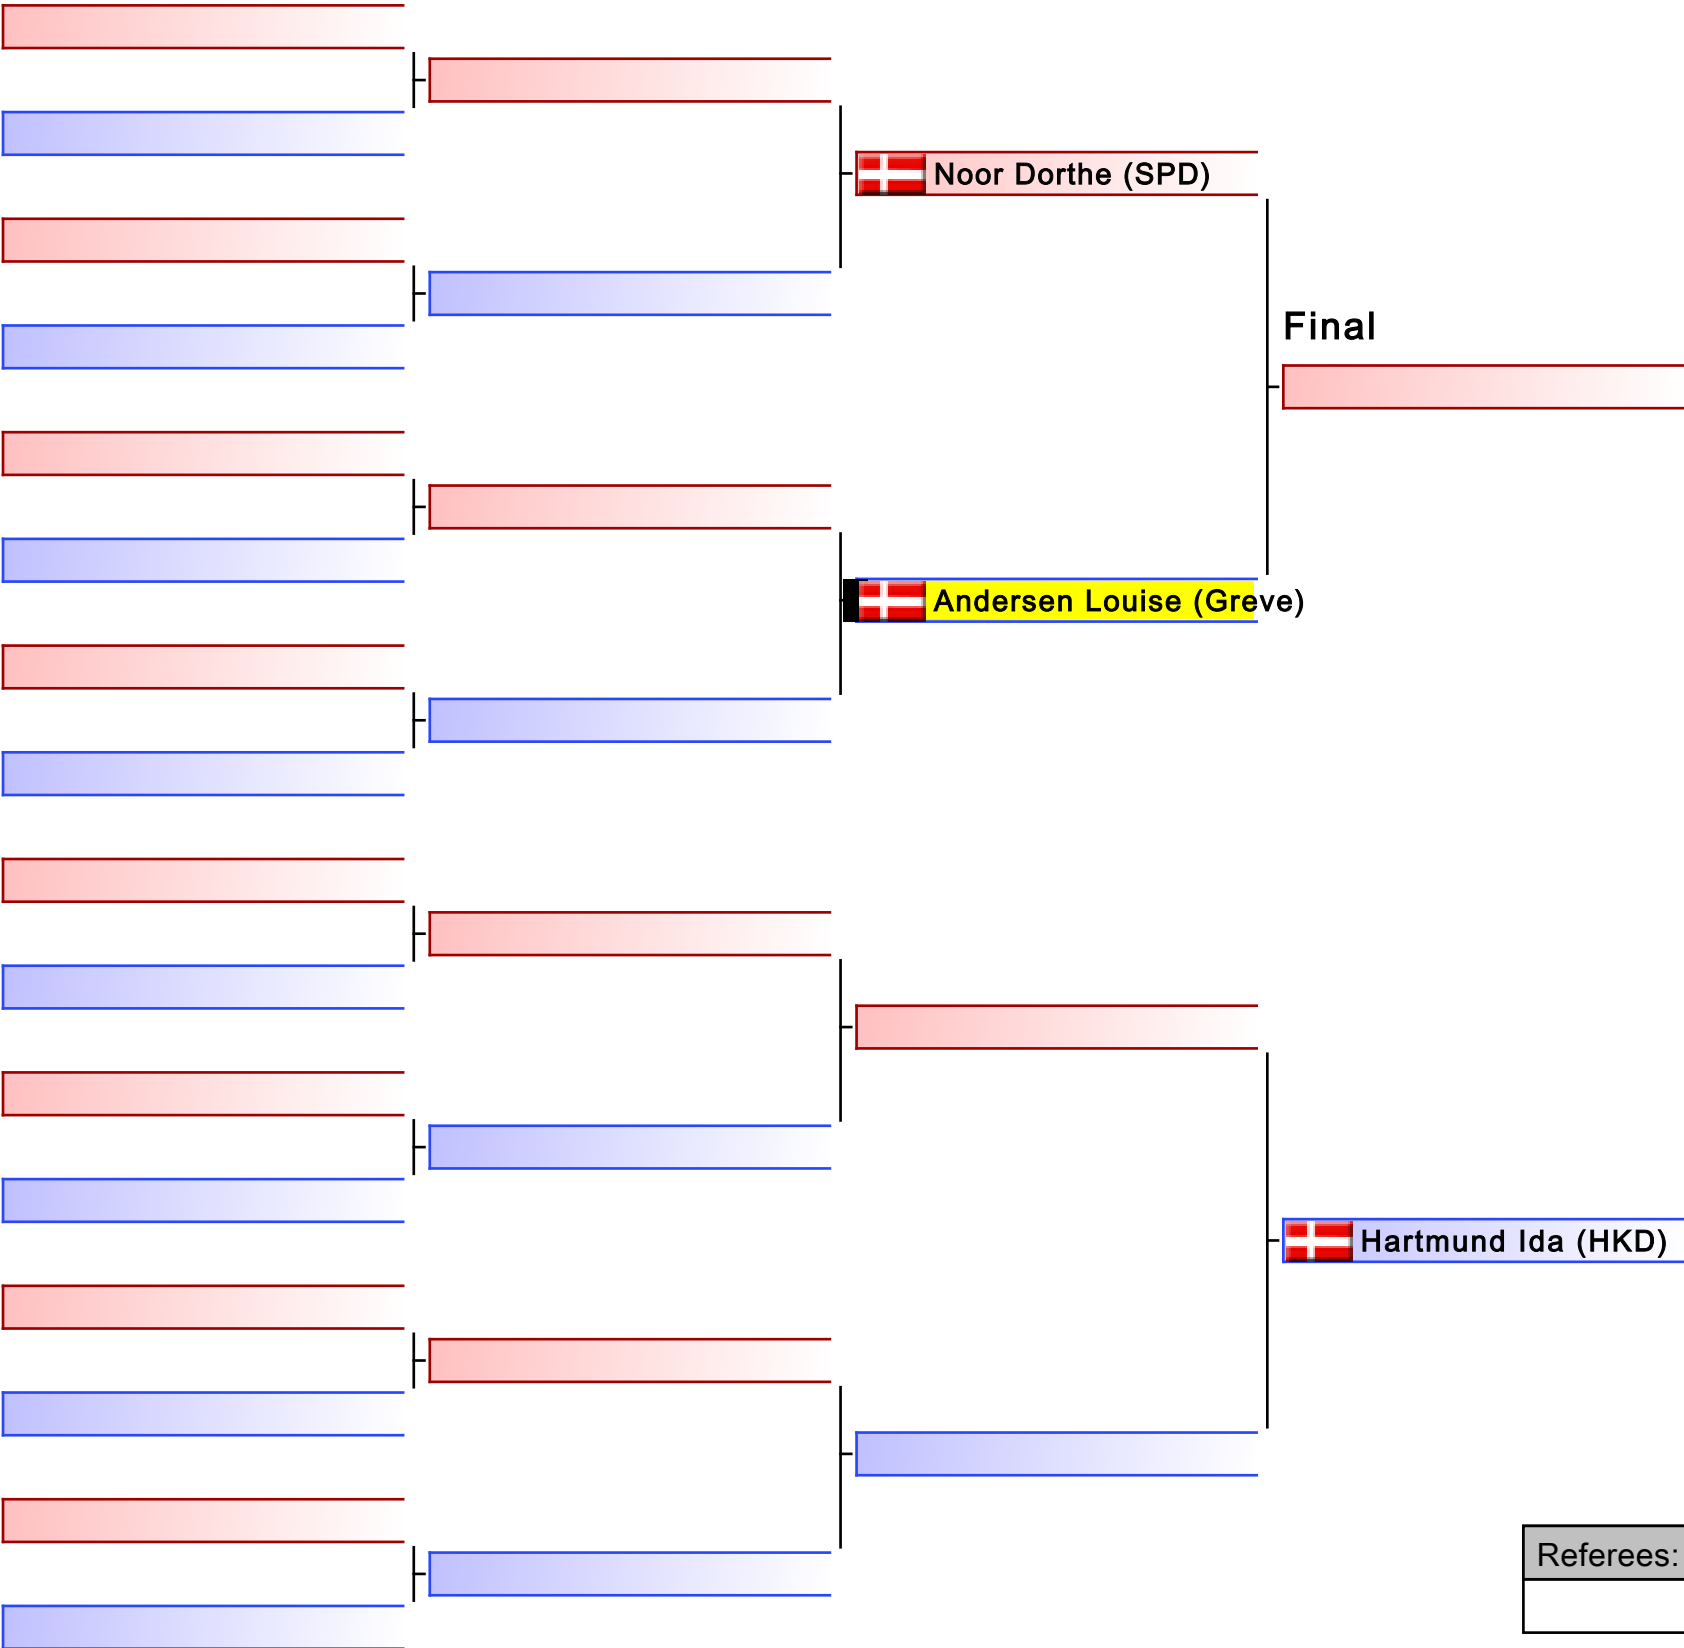 Noor Dorthe (SPD)
Final
Andersen Louise (Greve)
Hartmund Ida (HKD)
Referees: